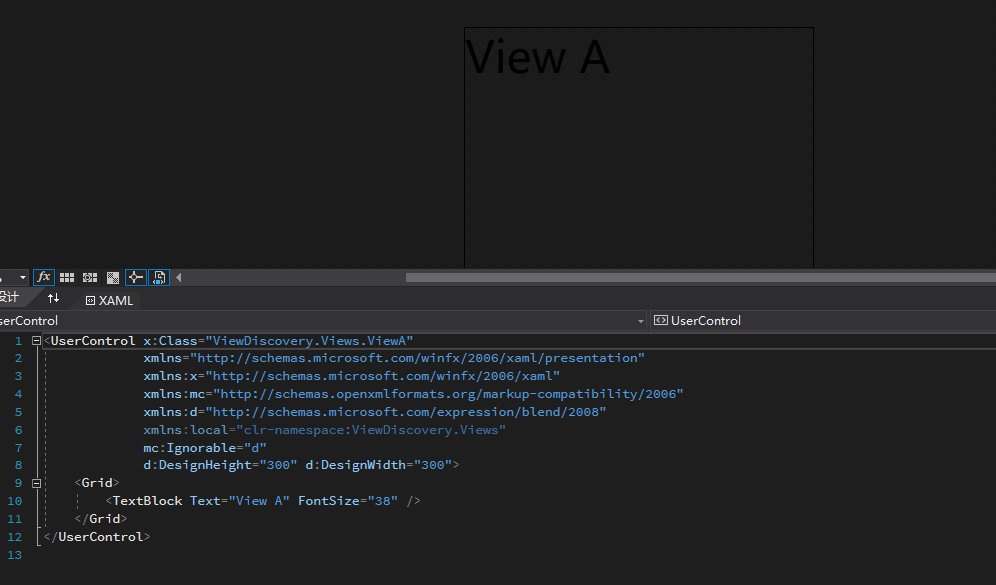 View A
fx
设计
XAML
serControl
UserControl
1 <UserControl x:Class="ViewDiscovery.Views.ViewA"
2 xmlns="http://schemas.microsoft.com/winfx/2006/xaml/presentation"
3 xmlns:x="http://schemas.microsoft.com/winfx/2006/xaml"
4 xmlns:mc="http://schemas.openxmlformats.org/markup-compatibility/2006"
5 xmlns:d="http://schemas.microsoft.com/expression/blend/2008"
6 xmlns:local="clr-namespace:ViewDiscovery.Views"
7 mc:Ignorable="d"
8 d:DesignHeight="300" d:DesignWidth="300">
9 <Grid>
10 <TextBlock Text="View A" FontSize="38" />
11 </Grid>
12 </UserControl>
13